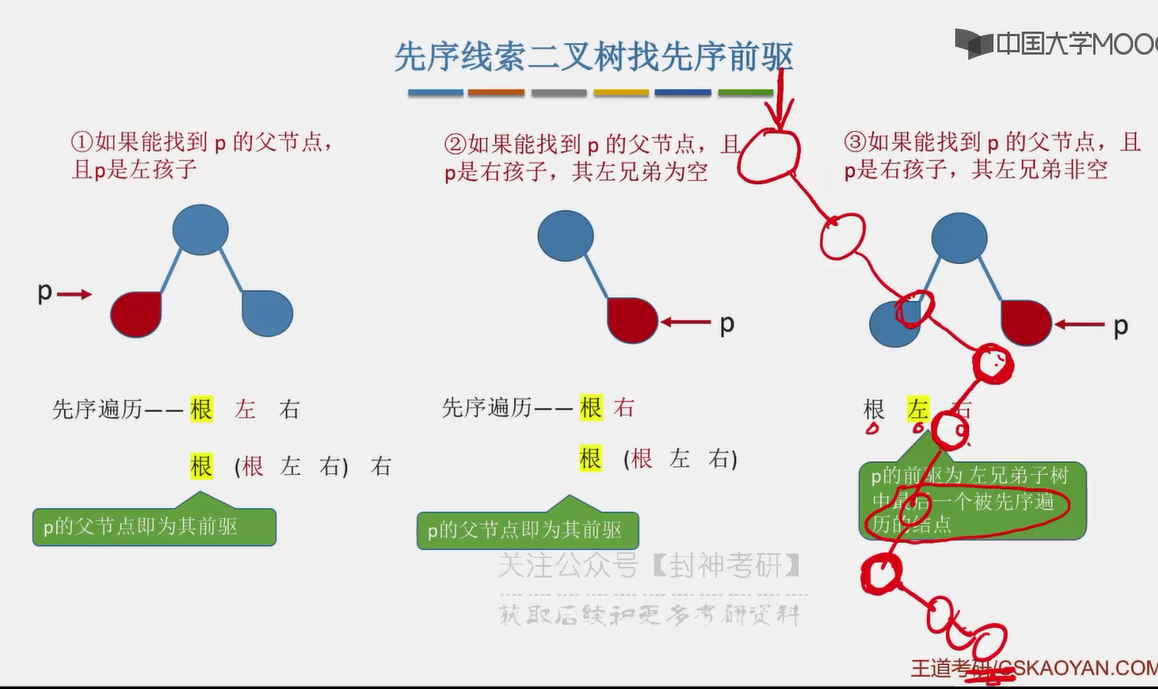 先序线索二叉树找先序前驱
中国大学MOOC
①如果能找到 p 的父节点，
且p是左孩子
p
先序遍历—— 根 左 右
根 (根 左 右) 右
p的父节点即为其前驱
②如果能找到 p 的父节点，且
p是右孩子，其左兄弟为空
p
先序遍历—— 根 右
根 (根 左 右)
p的父节点即为其前驱
③如果能找到 p 的父节点，且
p是右孩子，其左兄弟非空
p
根 左 右
p的前驱为 左兄弟子树
中最后一个被先序遍
历的结点
关注公众号【封神考研】
获取后续和更多考研资料
王道考研/CSKAOYAN.COM